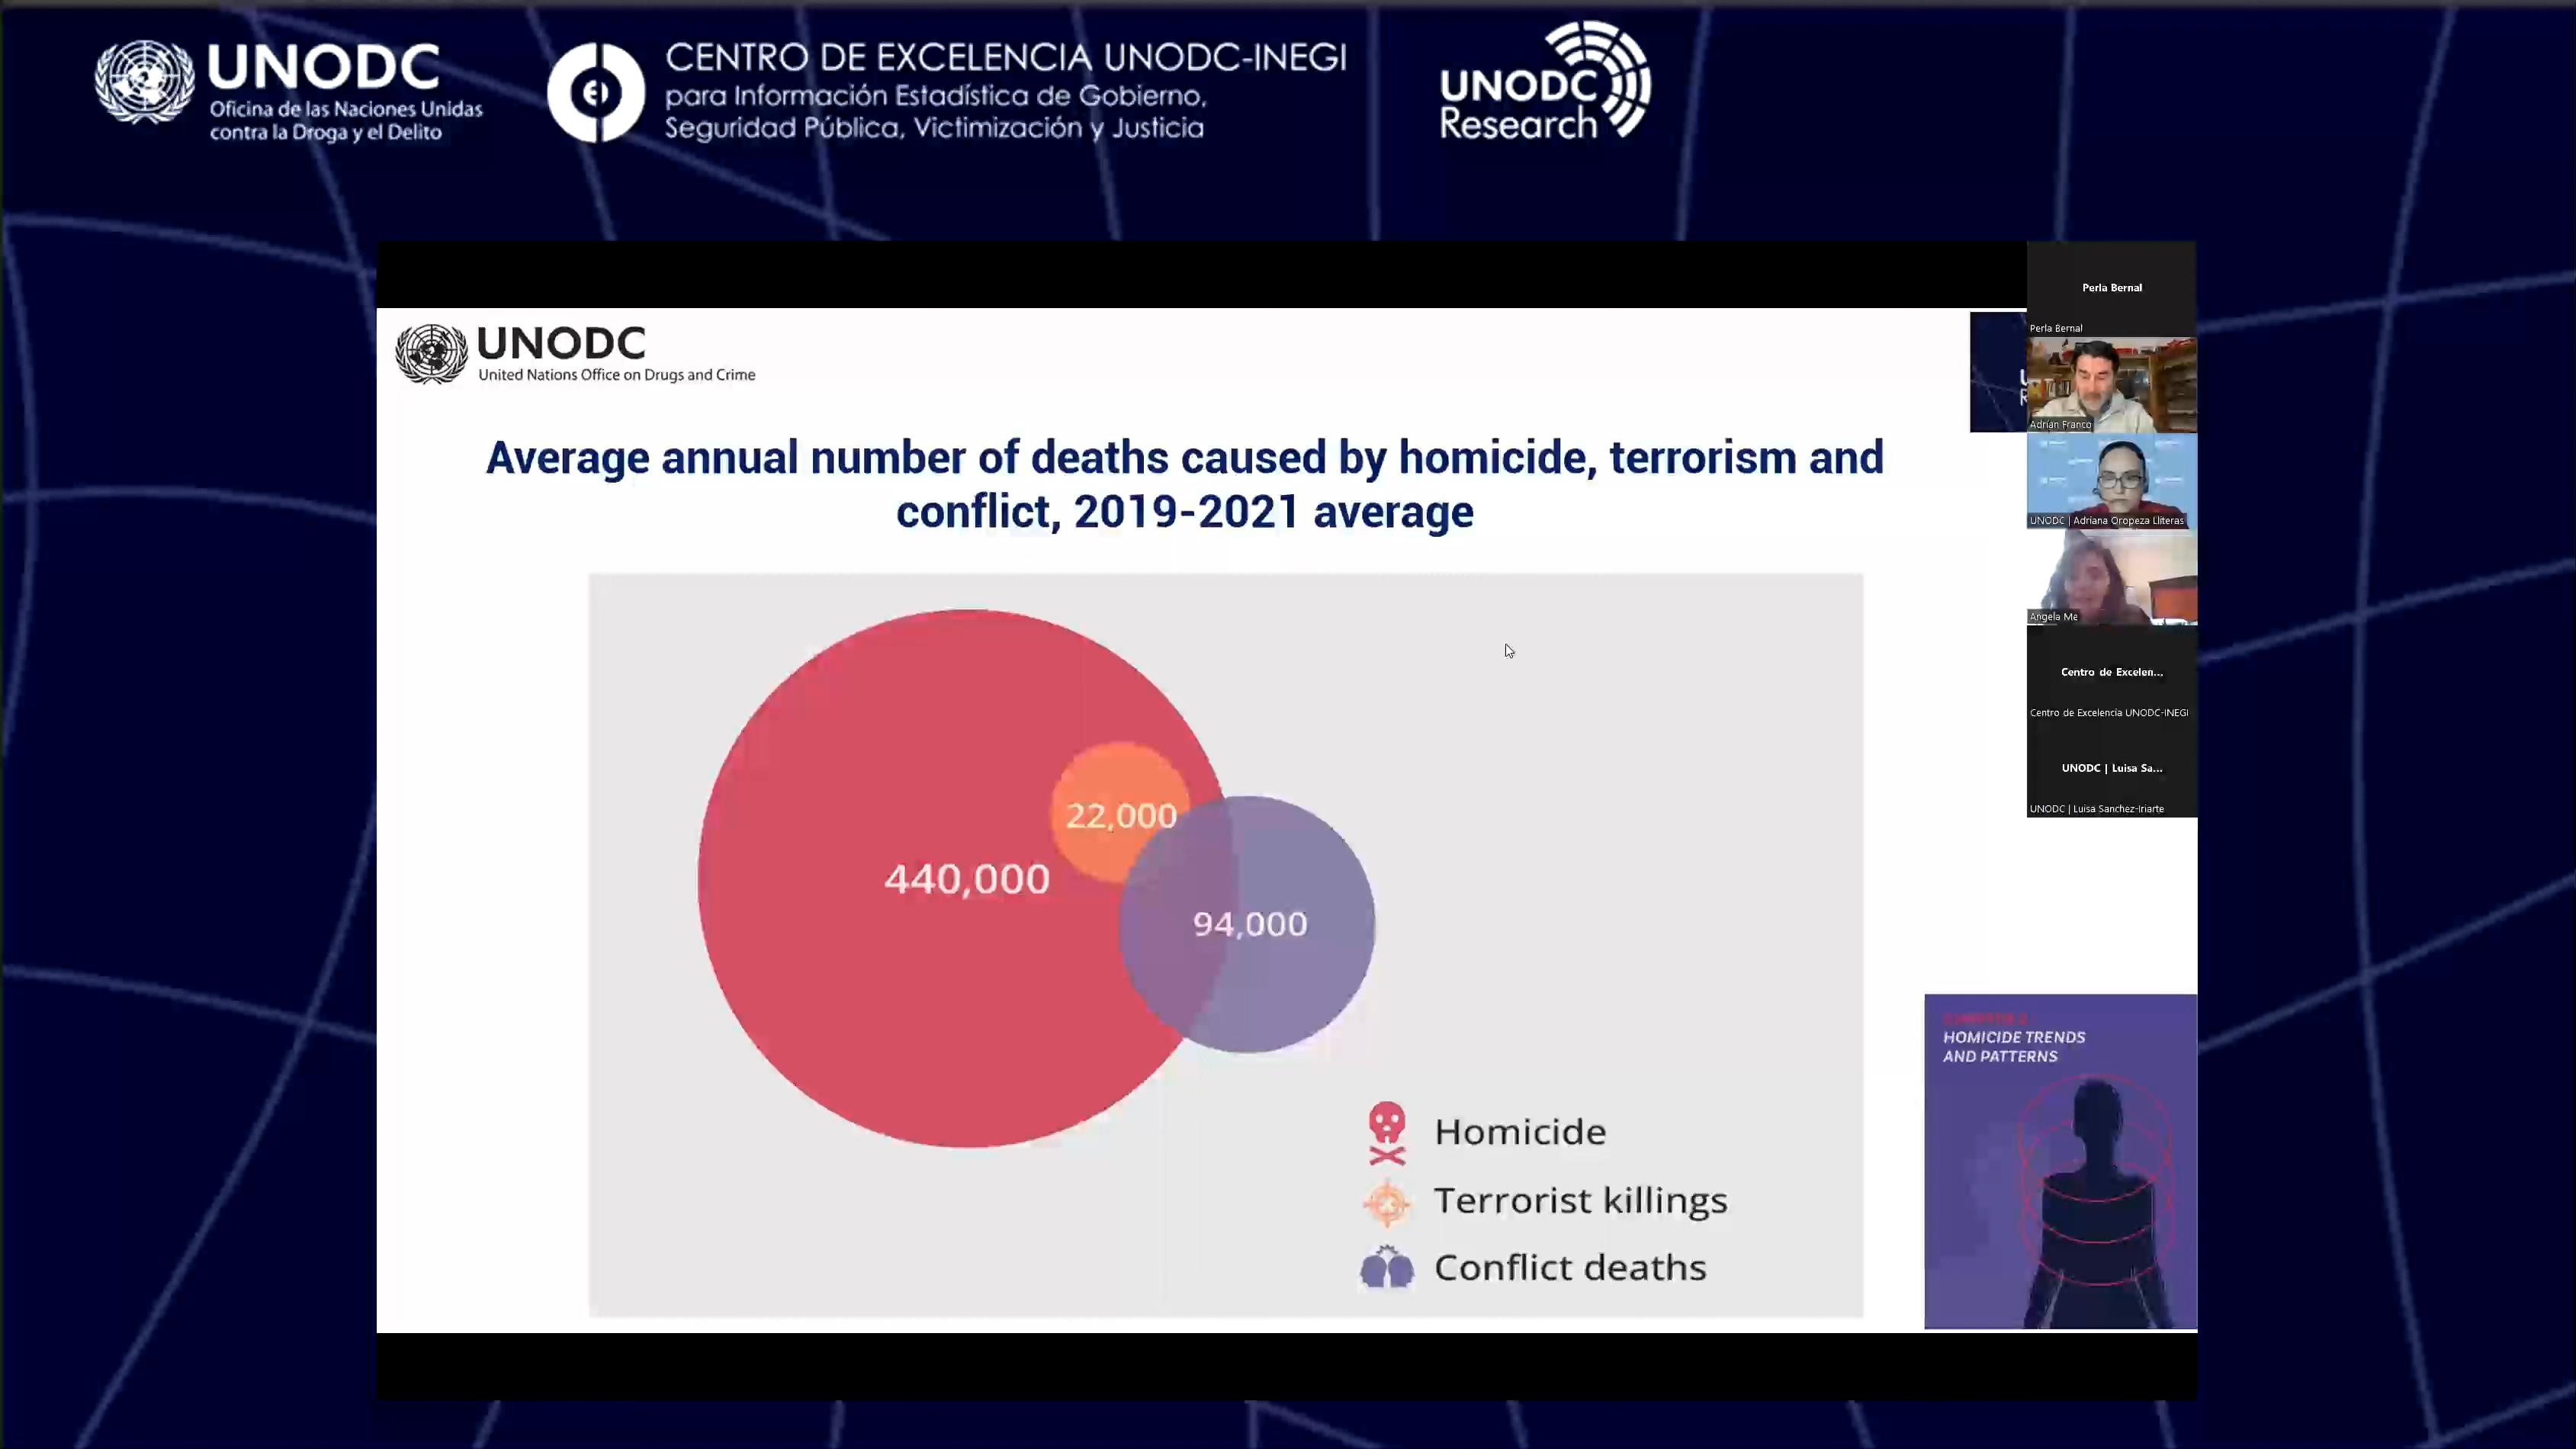 UNODC
Oficina de las Naciones Unidas
contra la Droga y el Delito
CENTRO DE EXCELENCIA UNODC-INEGI
para Información Estadística de Gobierno,
Seguridad Pública, Victimización y Justicia
UNODC
Research
UNODC
United Nations Office on Drugs and Crime
Average annual number of deaths caused by homicide, terrorism and
conflict, 2019-2021 average
22,000
440,000
94,000
Homicide
Terrorist killings
Conflict deaths
Perla Bernal
Perla Bernal
Adrián Franco
UNODC | Adriana Oropeza Lliteras
Angela Me
Centro de Excelen...
Centro de Excelencia UNODC-INEGI
UNODC | Luisa Sa...
UNODC | Luisa Sanchez-Iriarte
HOMICIDE TRENDS
AND PATTERNS